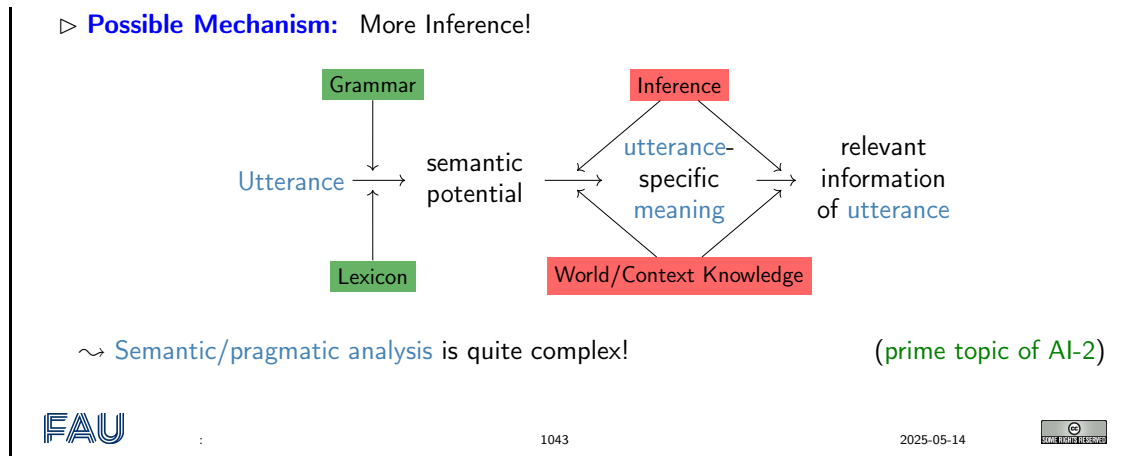 ▷ Possible Mechanism: More Inference!
Grammar
Inference
Utterance
semantic
potential
utterance-
specific
meaning
relevant
information
of utterance
Lexicon
World/Context Knowledge
⇝ Semantic/pragmatic analysis is quite complex! (prime topic of AI-2)
FAU : 1043 2025-05-14 cc
SOME RIGHTS RESERVED